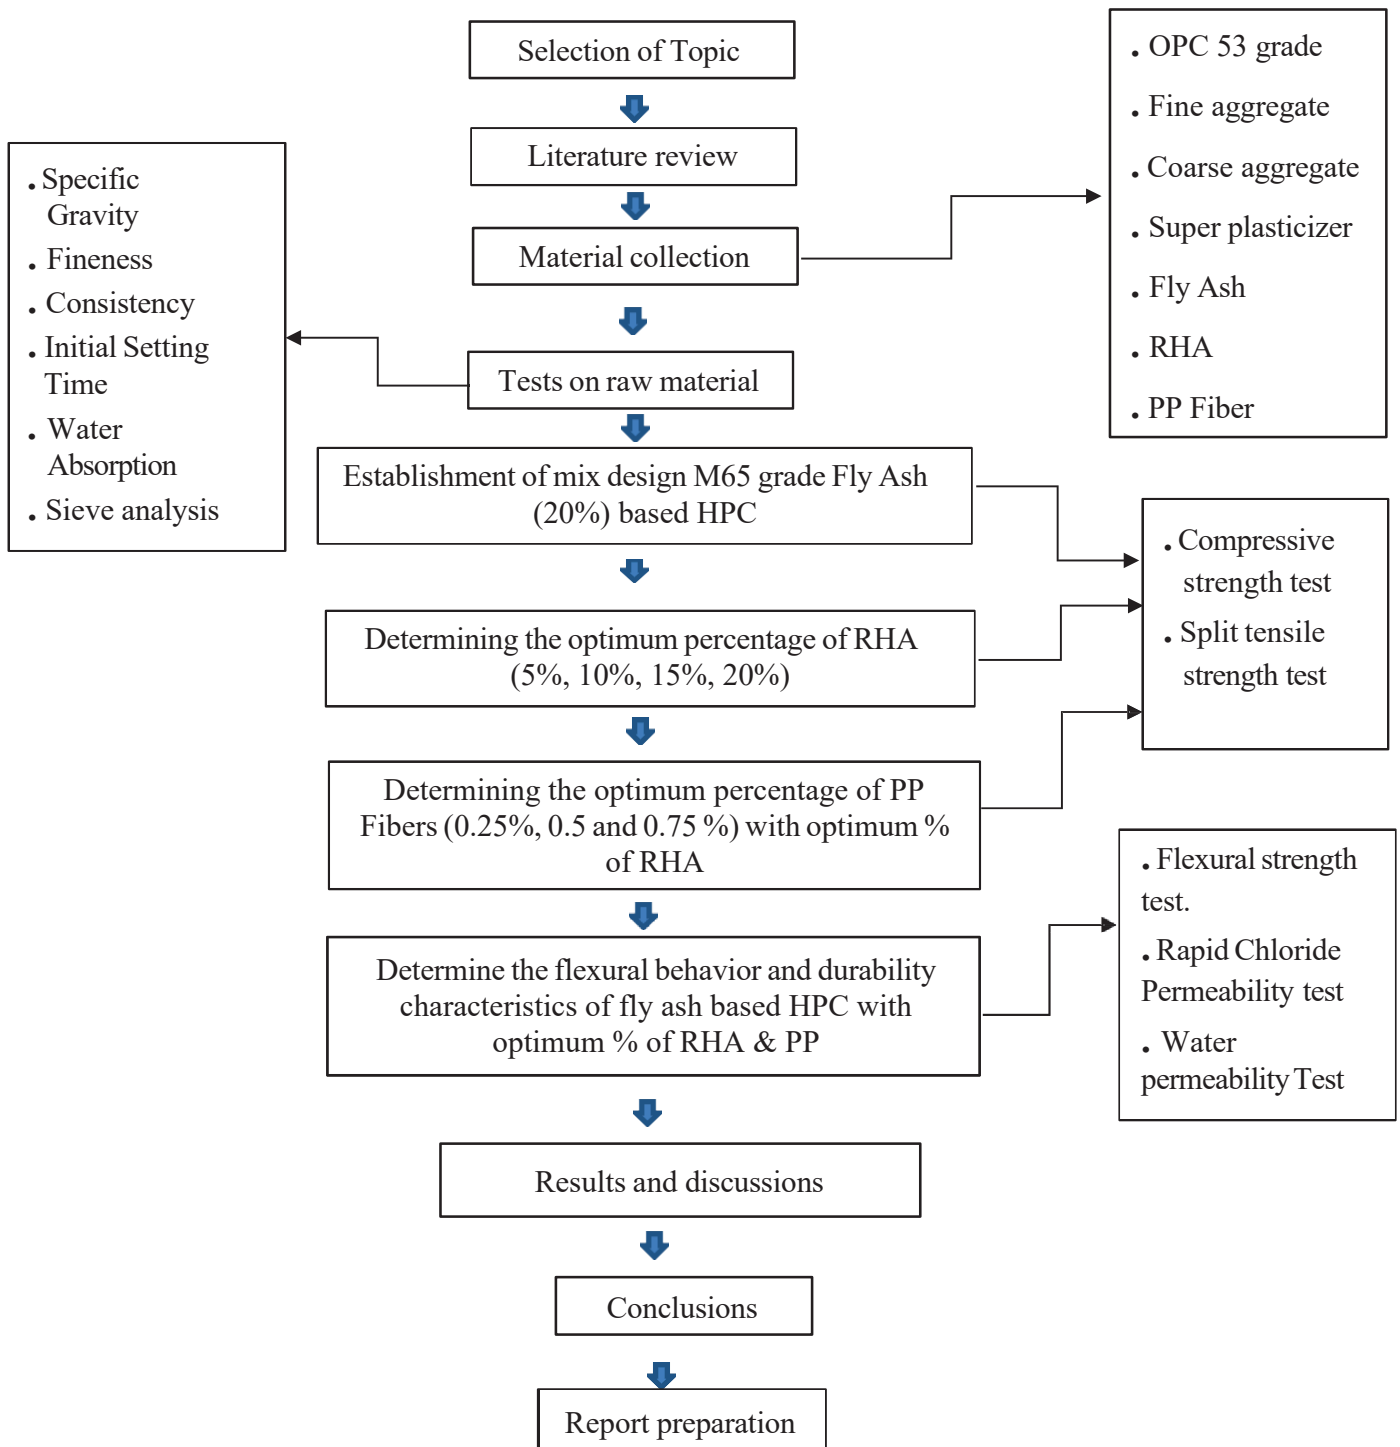 Selection of Topic
Literature review
Material collection
. OPC 53 grade
. Fine aggregate
. Coarse aggregate
. Super plasticizer
. Fly Ash
. RHA
. PP Fiber
Tests on raw material
. Specific
Gravity
. Fineness
. Consistency
. Initial Setting
Time
. Water
Absorption
. Sieve analysis
Establishment of mix design M65 grade Fly Ash
(20%) based HPC
Determining the optimum percentage of RHA
(5%, 10%, 15%, 20%)
Determining the optimum percentage of PP
Fibers (0.25%, 0.5 and 0.75 %) with optimum %
of RHA
. Compressive
strength test
. Split tensile
strength test
Determine the flexural behavior and durability
characteristics of fly ash based HPC with
optimum % of RHA & PP
. Flexural strength
test.
. Rapid Chloride
Permeability test
. Water
permeability Test
Results and discussions
Conclusions
Report preparation